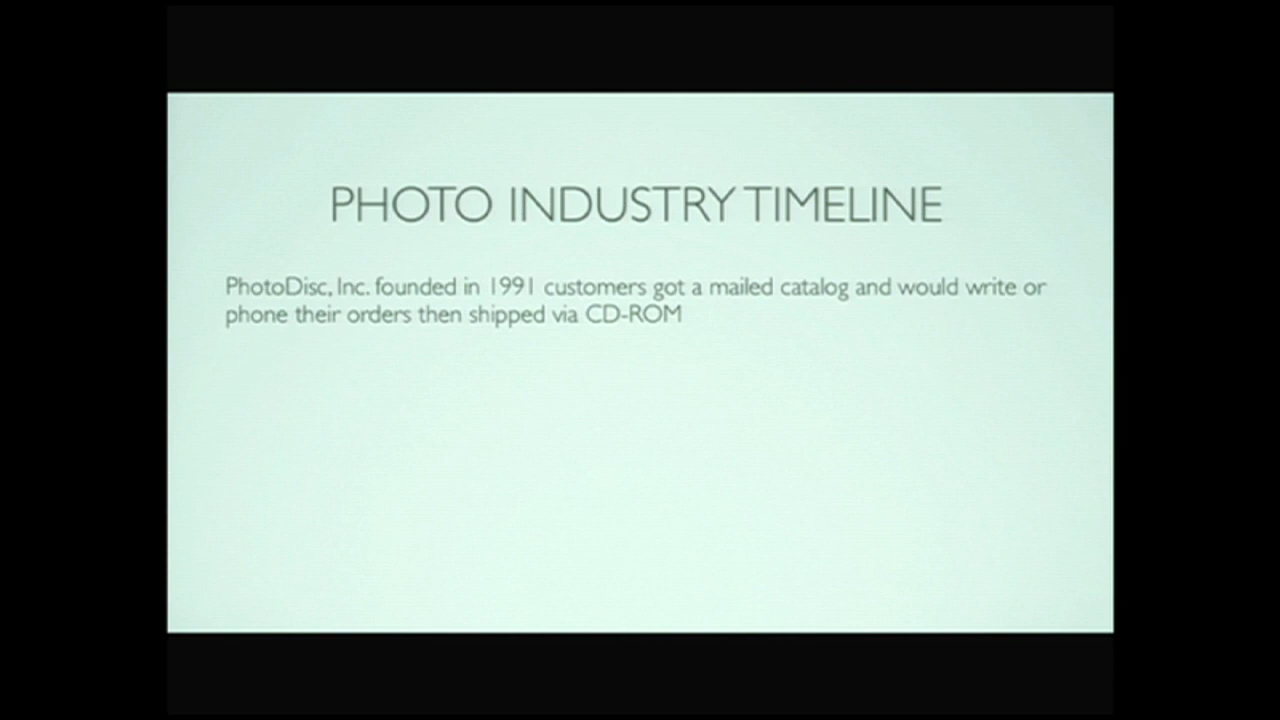 PHOTO INDUSTRY TIMELINE
PhotoDisc, Inc. founded in 1991 customers got a mailed catalog and would write or
phone their orders then shipped via CD-ROM